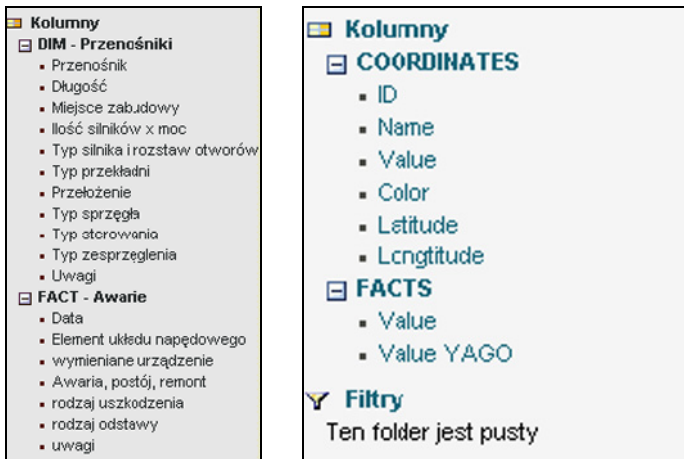 Kolumny
DIM - Przenośniki
Przenośnik
Długość
Miejsce zabudowy
Ilość silników x moc
Typ silnika i rozstaw otworów
Typ przekładni
Przełożenie
Typ sprzęgła
Typ sterowania
Typ zesprzęglenia
Uwagi
FACT - Awarie
Data
Element układu napędowego
wymieniane urządzenie
Awaria, postój, remont
rodzaj uszkodzenia
rodzaj odstawy
uwagi
Kolumny
COORDINATES
ID
Name
Value
Color
Latitude
Longtitude
FACTS
Value
Value YAGO
Filtry
Ten folder jest pusty